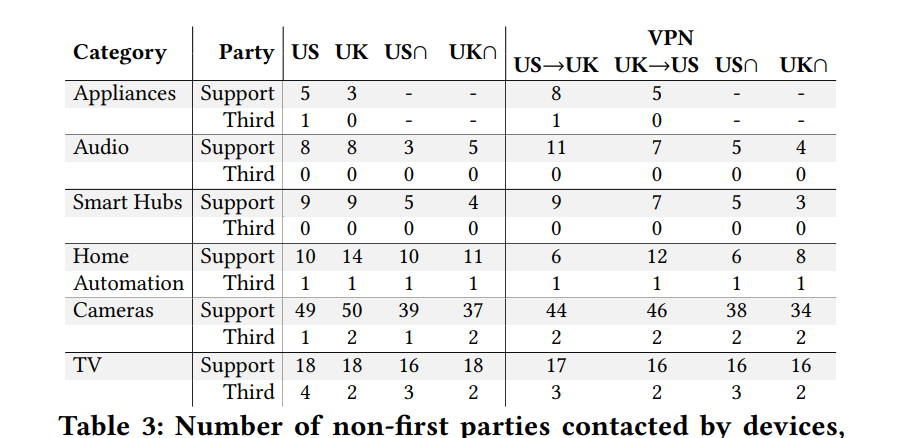 VPN
Category Party US UK US∩ UK∩ US→UK UK→US US∩ UK∩
Appliances Support 5 3 - - 8 5 - -
Third 1 0 - - 1 0 - -
Audio Support 8 8 3 5 11 7 5 4
Third 0 0 0 0 0 0 0 0
Smart Hubs Support 9 9 5 4 9 7 5 3
Third 0 0 0 0 0 0 0 0
Home Support 10 14 10 11 6 12 6 8
Automation Third 1 1 1 1 1 1 1 1
Cameras Support 49 50 39 37 44 46 38 34
Third 1 2 1 2 2 2 2 2
TV Support 18 18 16 18 17 16 16 16
Third 4 2 3 2 3 2 3 2
Table 3: Number of non-first parties contacted by devices,